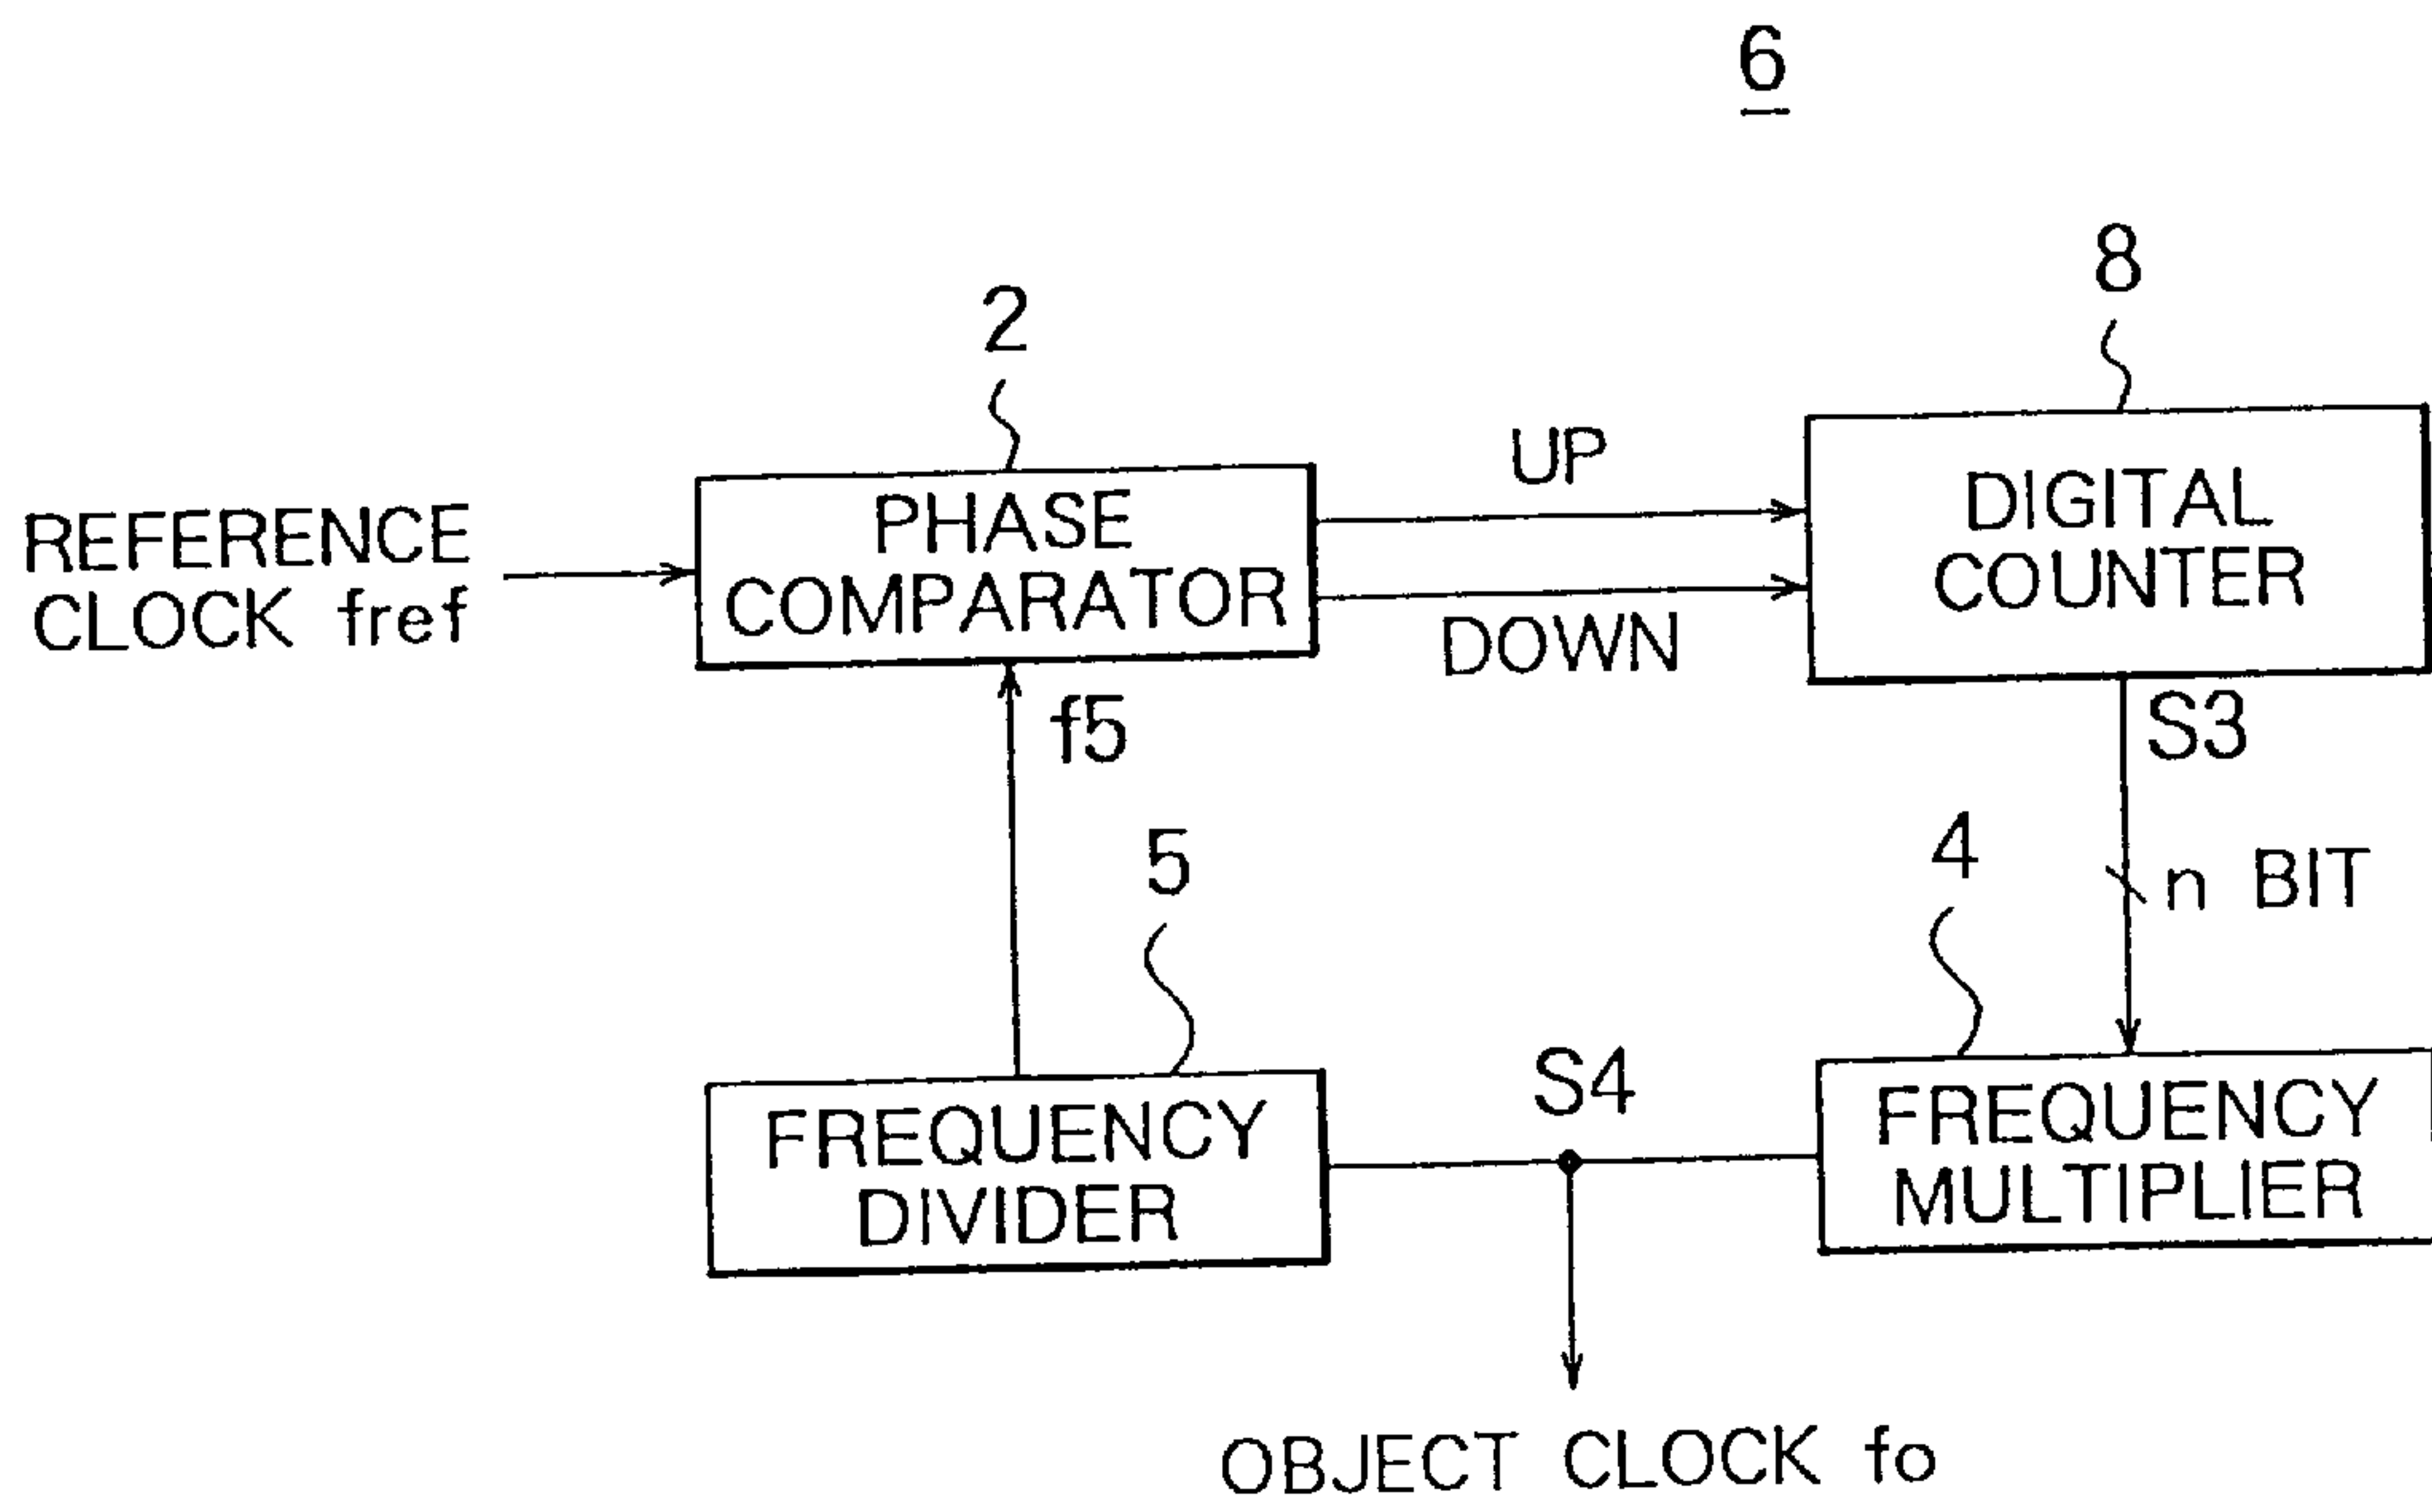 6
8
2
UP
DIGITAL
COUNTER
PHASE
COMPARATOR
REFERENCE
CLOCK fref
DOWN
f5
S3
5
4
n BIT
S4
FREQUENCY
DIVIDER
FREQUENCY
MULTIPLIER
OBJECT CLOCK fo